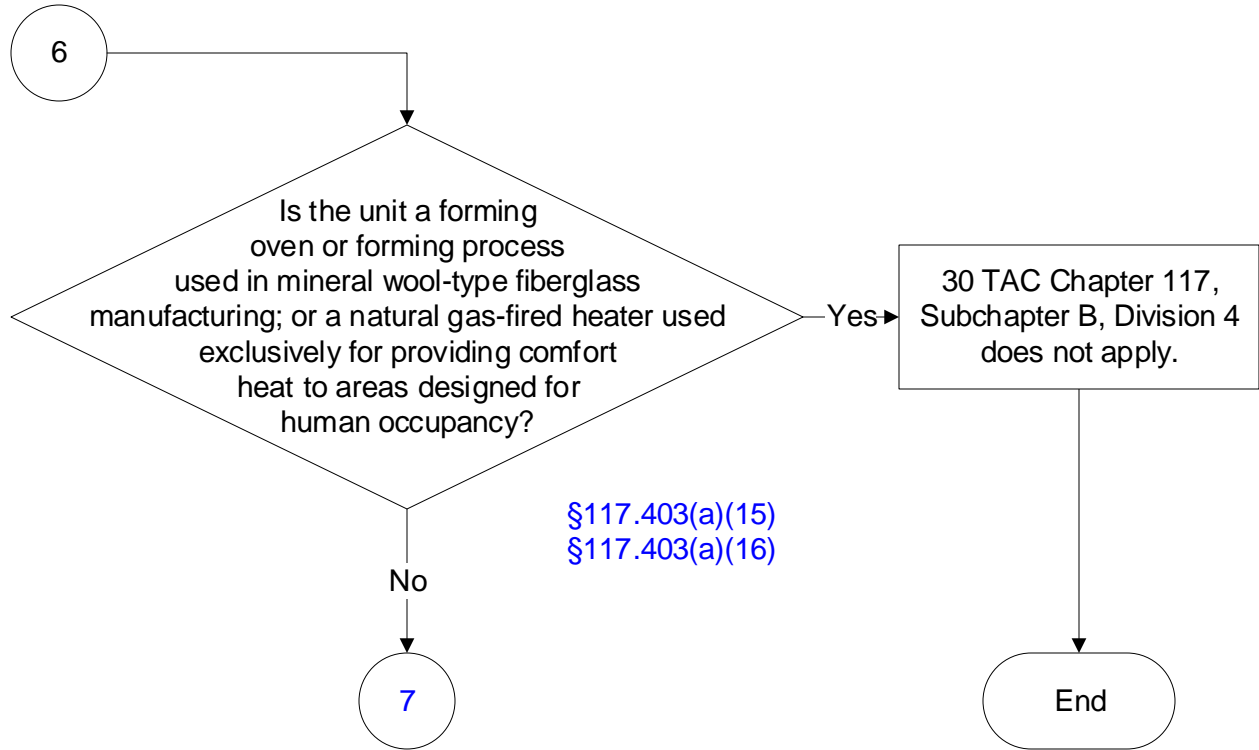 6
Is the unit a forming
oven or forming process
used in mineral wool-type fiberglass
manufacturing; or a natural gas-fired heater used
exclusively for providing comfort
heat to areas designed for
human occupancy?
Yes
30 TAC Chapter 117,
Subchapter B, Division 4
does not apply.
§117.403(a)(15)
§117.403(a)(16)
No
7
End